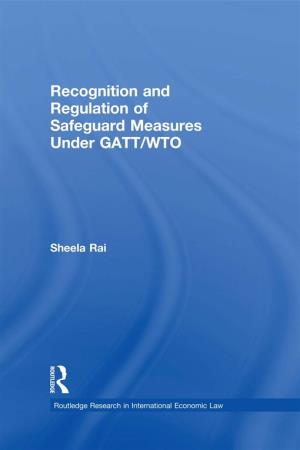 Recognition and
Regulation of
Safeguard Measures
Under GATT/WTO
Sheela Rai
ROUTLEDGE
Routledge Research in International Economic Law